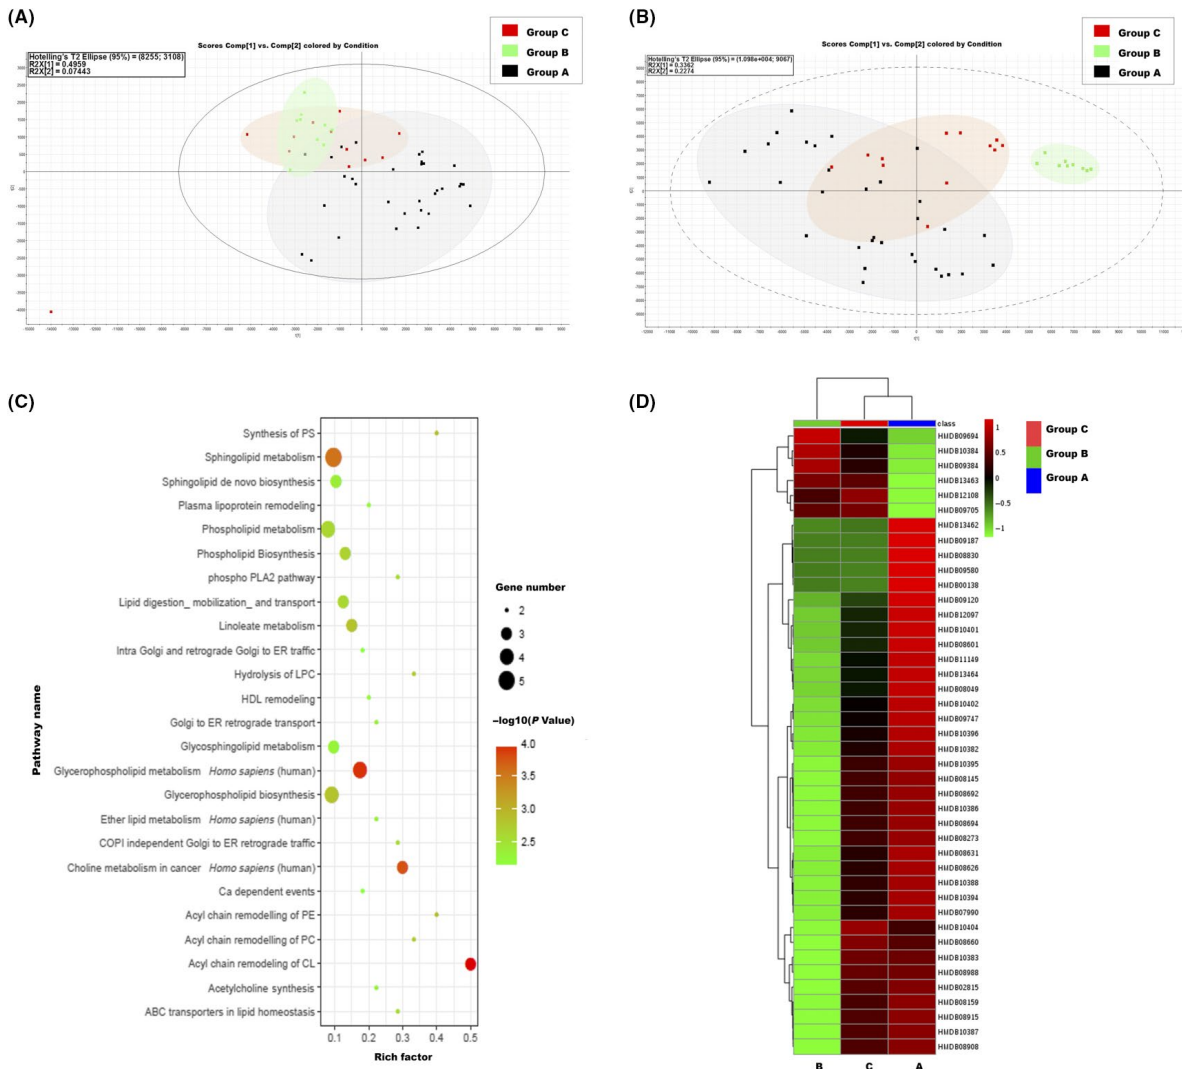 (A)
Group C
Group B
Group A
Scores Comp[1] vs. Comp[2] colored by Condition
Hotelling's T2 Ellipse (95%) = (8255; 3108)
R2X[1] = 0.4959
R2X[2] = 0.07443
(B)
Group C
Group B
Group A
Scores Comp[1] vs. Comp[2] colored by Condition
Hotelling's T2 Ellipse (95%) = (1.098e+004; 9067)
R2X[1] = 0.3362
R2X[2] = 0.2274
(C)
Pathway name
Synthesis of PS
Sphingolipid metabolism
Sphingolipid de novo biosynthesis
Plasma lipoprotein remodeling
Phospholipid metabolism
Phospholipid Biosynthesis
phospho PLA2 pathway
Lipid digestion_ mobilization_ and transport
Linoleate metabolism
Intra Golgi and retrograde Golgi to ER traffic
Hydrolysis of LPC
HDL remodeling
Golgi to ER retrograde transport
Glycosphingolipid metabolism
Glycerophospholipid metabolism Homo sapiens (human)
Glycerophospholipid biosynthesis
Ether lipid metabolism Homo sapiens (human)
COPI independent Golgi to ER retrograde traffic
Choline metabolism in cancer Homo sapiens (human)
Ca dependent events
Acyl chain remodelling of PE
Acyl chain remodelling of PC
Acyl chain remodeling of CL
Acetylcholine synthesis
ABC transporters in lipid homeostasis
0.1 0.2 0.3 0.4 0.5
Rich factor
Gene number
2
3
4
5
−log10(P Value)
4.0
3.5
3.0
2.5
(D)
class
HMDB09694
HMDB10384
HMDB09384
HMDB13463
HMDB12108
HMDB09705
HMDB13462
HMDB09187
HMDB08830
HMDB09580
HMDB00138
HMDB09120
HMDB12097
HMDB10401
HMDB08601
HMDB11149
HMDB13464
HMDB08049
HMDB10402
HMDB09747
HMDB10396
HMDB10382
HMDB10395
HMDB08145
HMDB08692
HMDB10386
HMDB08694
HMDB08273
HMDB08631
HMDB08626
HMDB10388
HMDB10394
HMDB07990
HMDB10404
HMDB08660
HMDB10383
HMDB08988
HMDB02815
HMDB08159
HMDB08915
HMDB10387
HMDB08908
B C A
1
0.5
0
−0.5
−1
Group C
Group B
Group A